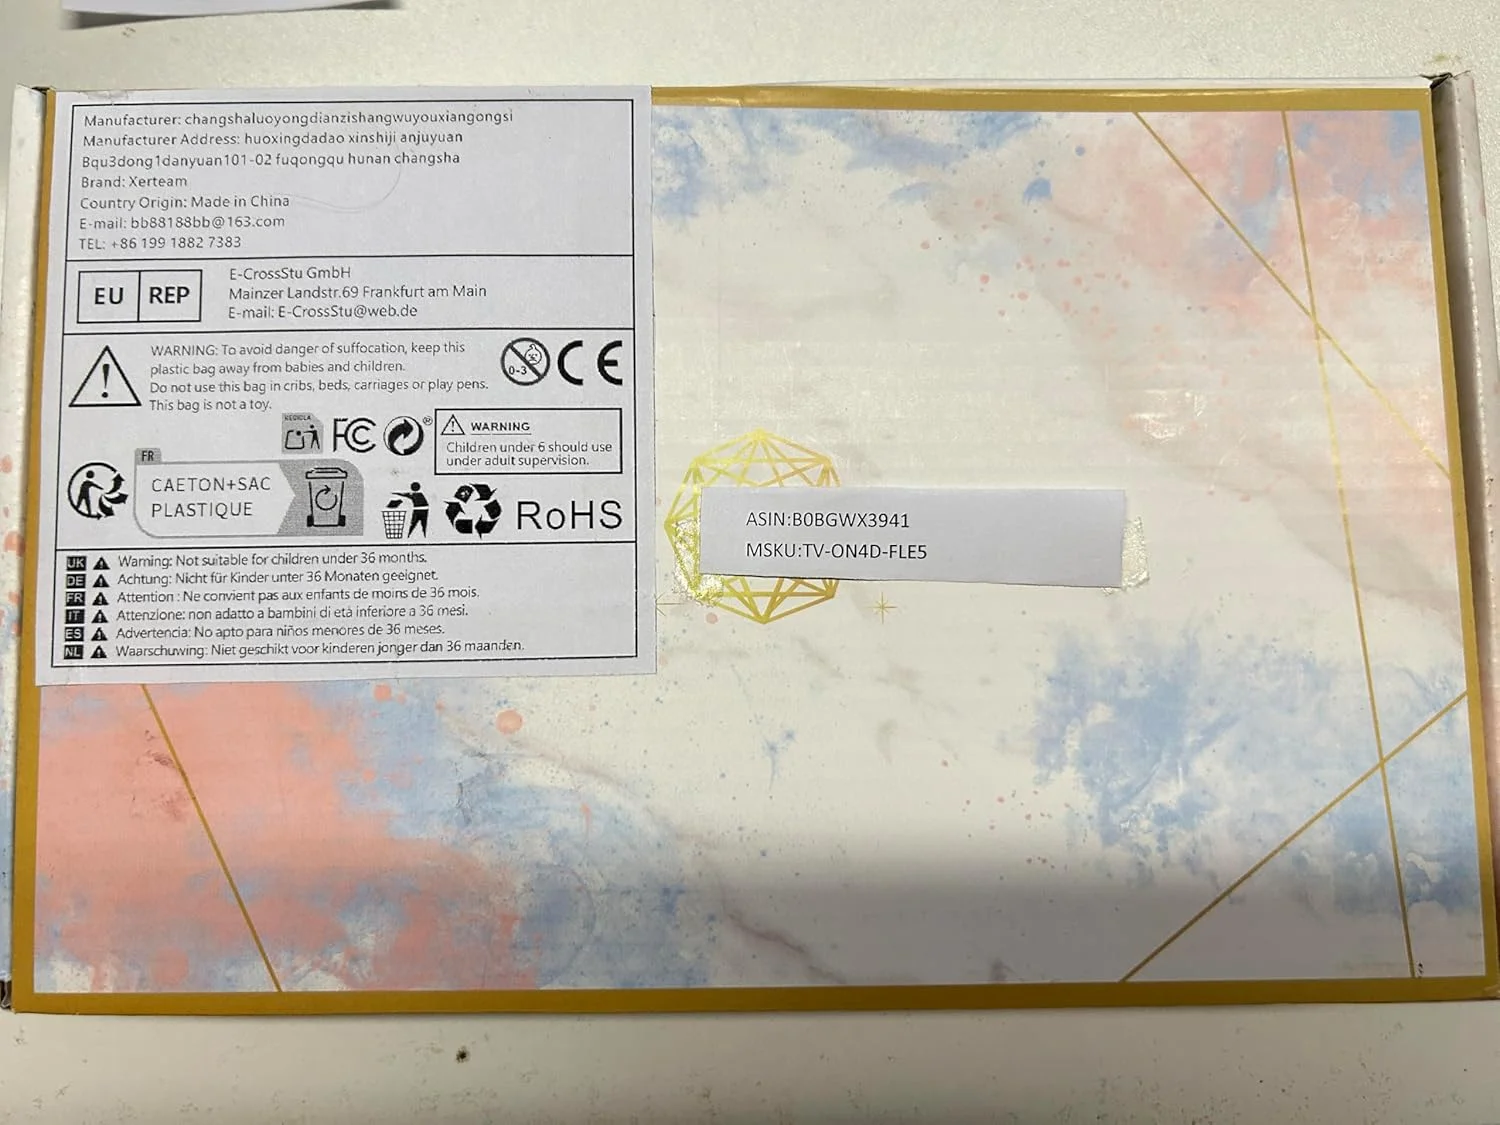 Manufacturer: changshaluoyongdianzishangwuyouxiangongsi
Manufacturer Address: huoxingdadao xinshiji anjuyuan
Bqu3dong1danyuan101-02 fuqongqu hunan changsha
Brand: Xerteam
Country Origin: Made in China
E-mail: bb88188bb@163.com
TEL: +86 199 1882 7383
EU REP
E-CrossStu GmbH
Mainzer Landstr.69 Frankfurt am Main
E-mail: E-CrossStu@web.de
WARNING: To avoid danger of suffocation, keep this
plastic bag away from babies and children.
Do not use this bag in cribs, beds, carriages or play pens.
This bag is not a toy.
0-3
CE
RECICLA
FC
®
WARNING
Children under 6 should use
under adult supervision.
FR
CAETON+SAC
PLASTIQUE
RoHS
UK Warning: Not suitable for children under 36 months.
DE Achtung: Nicht für Kinder unter 36 Monaten geeignet.
FR Attention : Ne convient pas aux enfants de moins de 36 mois.
IT Attenzione: non adatto a bambini di età inferiore a 36 mesi.
ES Advertencia: No apto para niños menores de 36 meses.
NL Waarschuwing: Niet geschikt voor kinderen jonger dan 36 maanden.
ASIN:B0BGWX3941
MSKU:TV-ON4D-FLE5